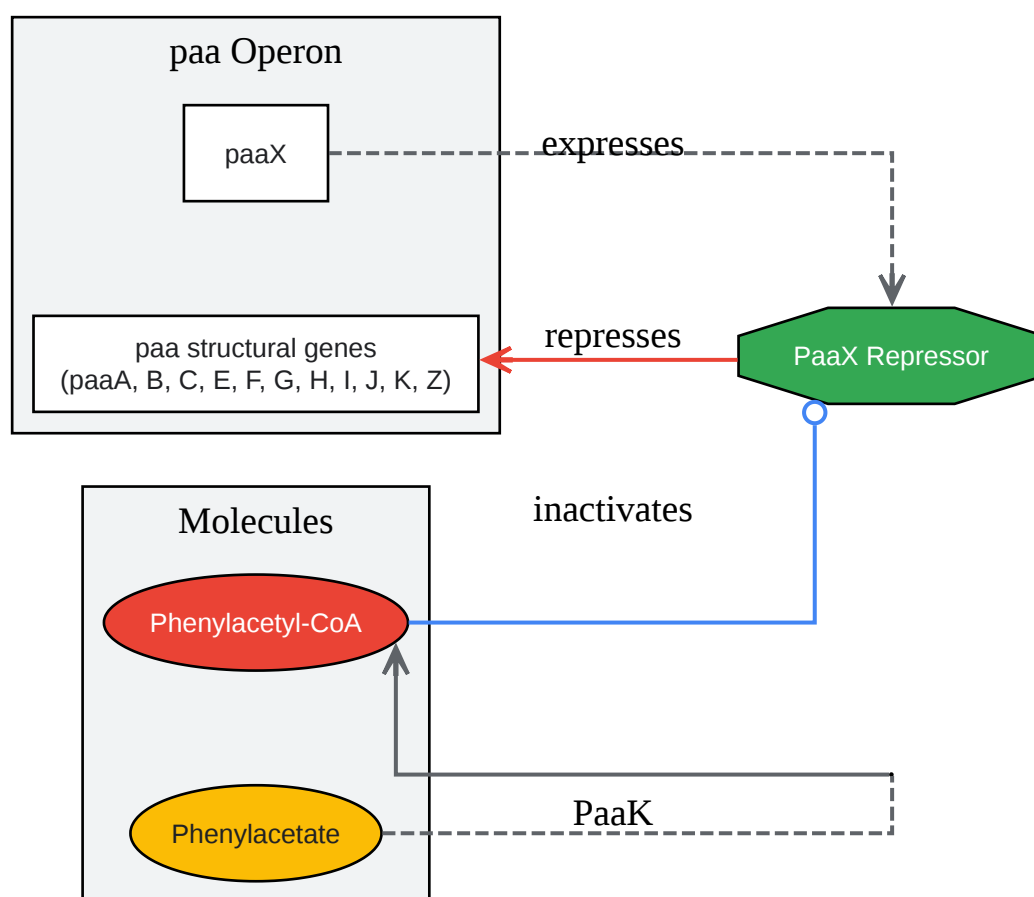 paa Operon
paaX
expresses
paa structural genes
(paaA, B, C, E, F, G, H, I, J, K, Z)
represses
PaaX Repressor
inactivates
Molecules
Phenylacetyl-CoA
PaaK
Phenylacetate